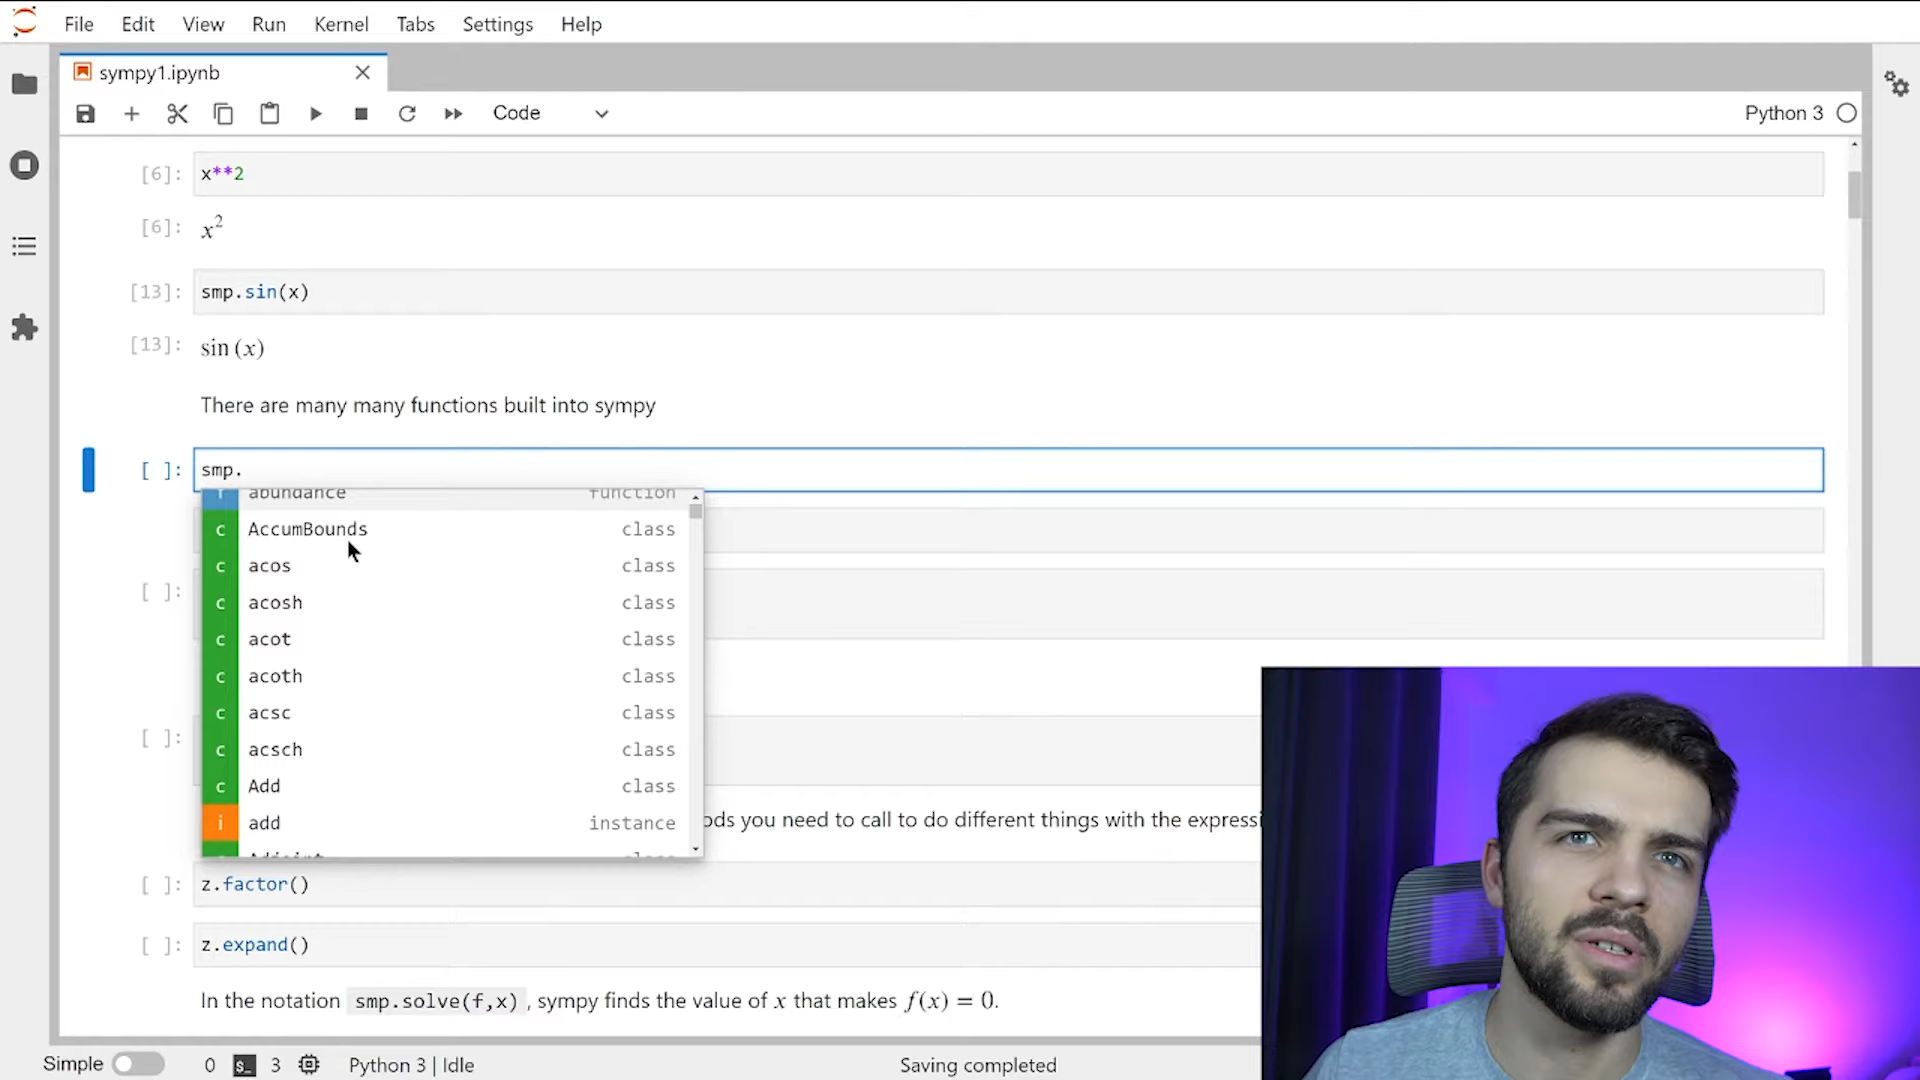 File Edit View Run Kernel Tabs Settings Help
sympy1.ipynb
Code
Python 3
[6]: x**2
[6]: x²
[13]: smp.sin(x)
[13]: sin (x)
There are many many functions built into sympy
[ ]: smp.
f abundance function
c AccumBounds class
c acos class
[ ]:
c acosh class
c acot class
c acoth class
c acsc class
[ ]:
c acsch class
c Add class
i add instance
ods you need to call to do different things with the expressi
Adjoint class
[ ]: z.factor()
[ ]: z.expand()
In the notation smp.solve(f,x) , sympy finds the value of x that makes f(x) = 0.
Simple 0 $_ 3 Python 3 | Idle Saving completed